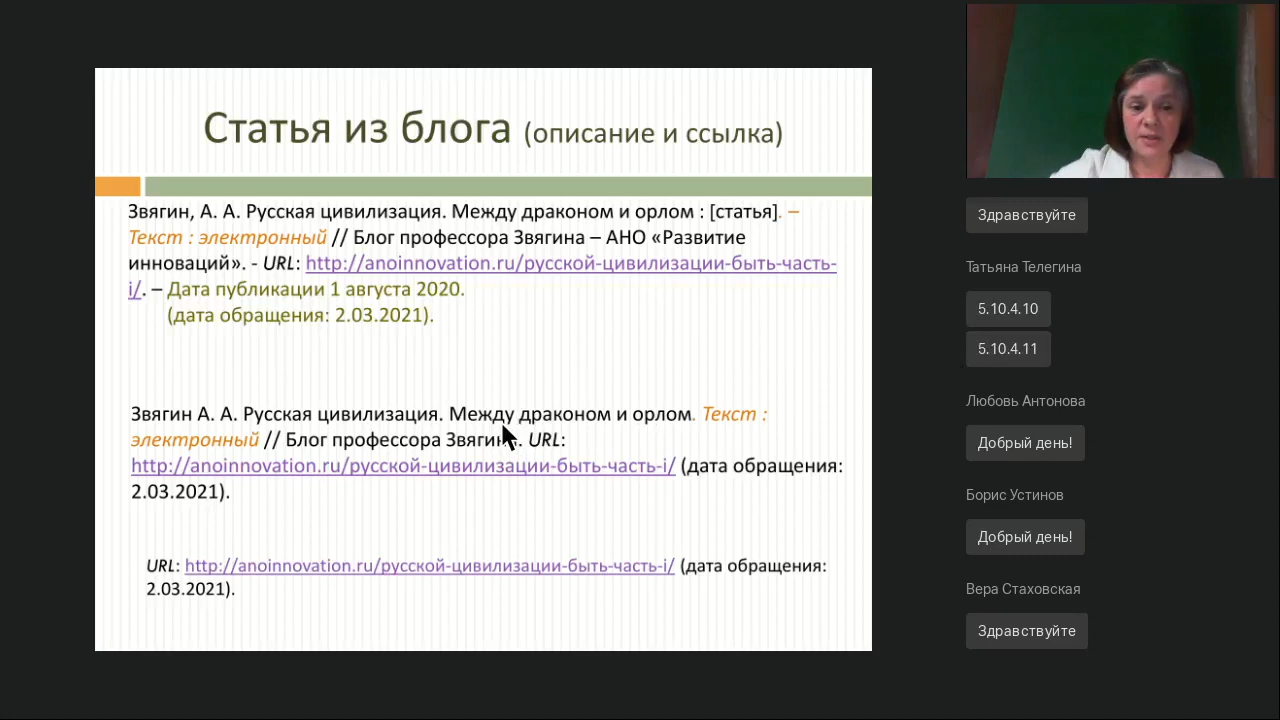 Статья из блога (описание и ссылка)
Звягин, А. А. Русская цивилизация. Между драконом и орлом : [статья]. –
Текст : электронный // Блог профессора Звягина – АНО «Развитие
инноваций». - URL: http://anoinnovation.ru/русской-цивилизации-быть-часть-
i/. – Дата публикации 1 августа 2020.
(дата обращения: 2.03.2021).
Звягин А. А. Русская цивилизация. Между драконом и орлом. Текст :
электронный // Блог профессора Звягина. URL:
http://anoinnovation.ru/русской-цивилизации-быть-часть-i/ (дата обращения:
2.03.2021).
URL: http://anoinnovation.ru/русской-цивилизации-быть-часть-i/ (дата обращения:
2.03.2021).
Здравствуйте
Татьяна Телегина
5.10.4.10
5.10.4.11
Любовь Антонова
Добрый день!
Борис Устинов
Добрый день!
Вера Стаховская
Здравствуйте